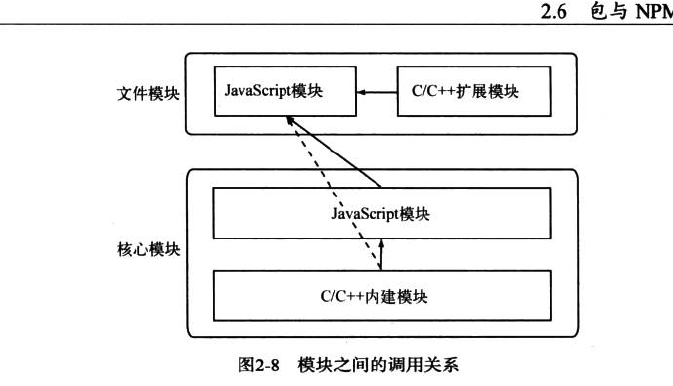 2.6 包与 NPM
文件模块
JavaScript模块
C/C++扩展模块
核心模块
JavaScript模块
C/C++内建模块
图2-8 模块之间的调用关系